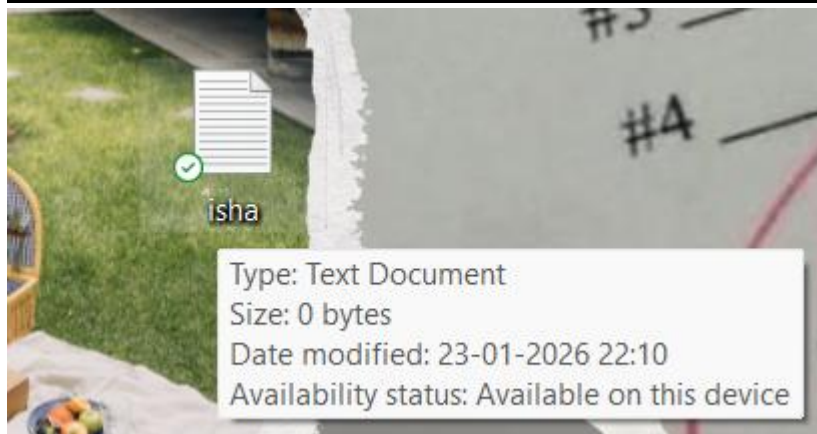 #3
#4
isha
Type: Text Document
Size: 0 bytes
Date modified: 23-01-2026 22:10
Availability status: Available on this device